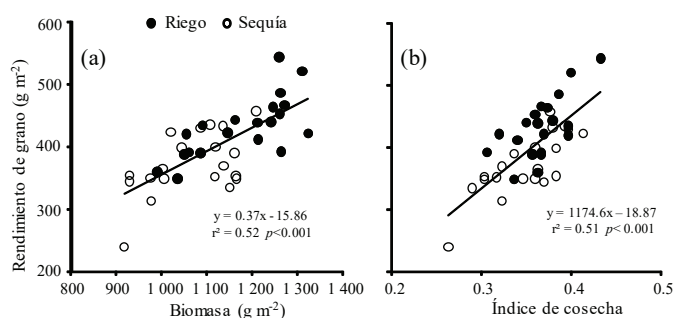 Riego Sequía
(a) (b)
Rendimiento de grano (g m⁻²)
600
500
400
300
200
y = 0.37x - 15.86
r² = 0.52 p<0.001
y = 1174.6x – 18.87
r² = 0.51 p< 0.001
800 900 1 000 1 100 1 200 1 300 1 400
0.2 0.3 0.4 0.5
Biomasa (g m⁻²)
Índice de cosecha